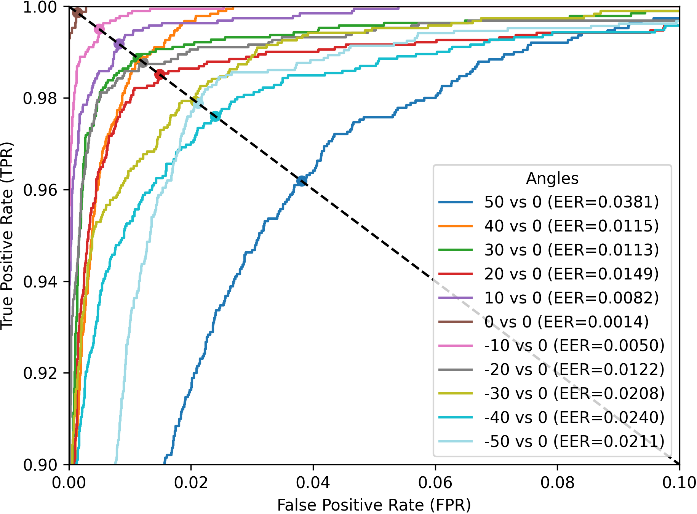 1.00
0.98
0.96
0.94
0.92
0.90
True Positive Rate (TPR)
0.00
0.02
0.04
0.06
0.08
0.10
False Positive Rate (FPR)
Angles
50 vs 0 (EER=0.0381)
40 vs 0 (EER=0.0115)
30 vs 0 (EER=0.0113)
20 vs 0 (EER=0.0149)
10 vs 0 (EER=0.0082)
0 vs 0 (EER=0.0014)
-10 vs 0 (EER=0.0050)
-20 vs 0 (EER=0.0122)
-30 vs 0 (EER=0.0208)
-40 vs 0 (EER=0.0240)
-50 vs 0 (EER=0.0211)